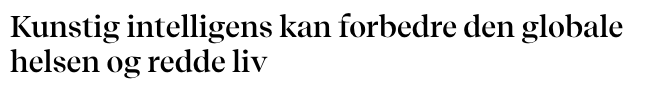 Kunstig intelligens kan forbedre den globale
helsen og redde liv